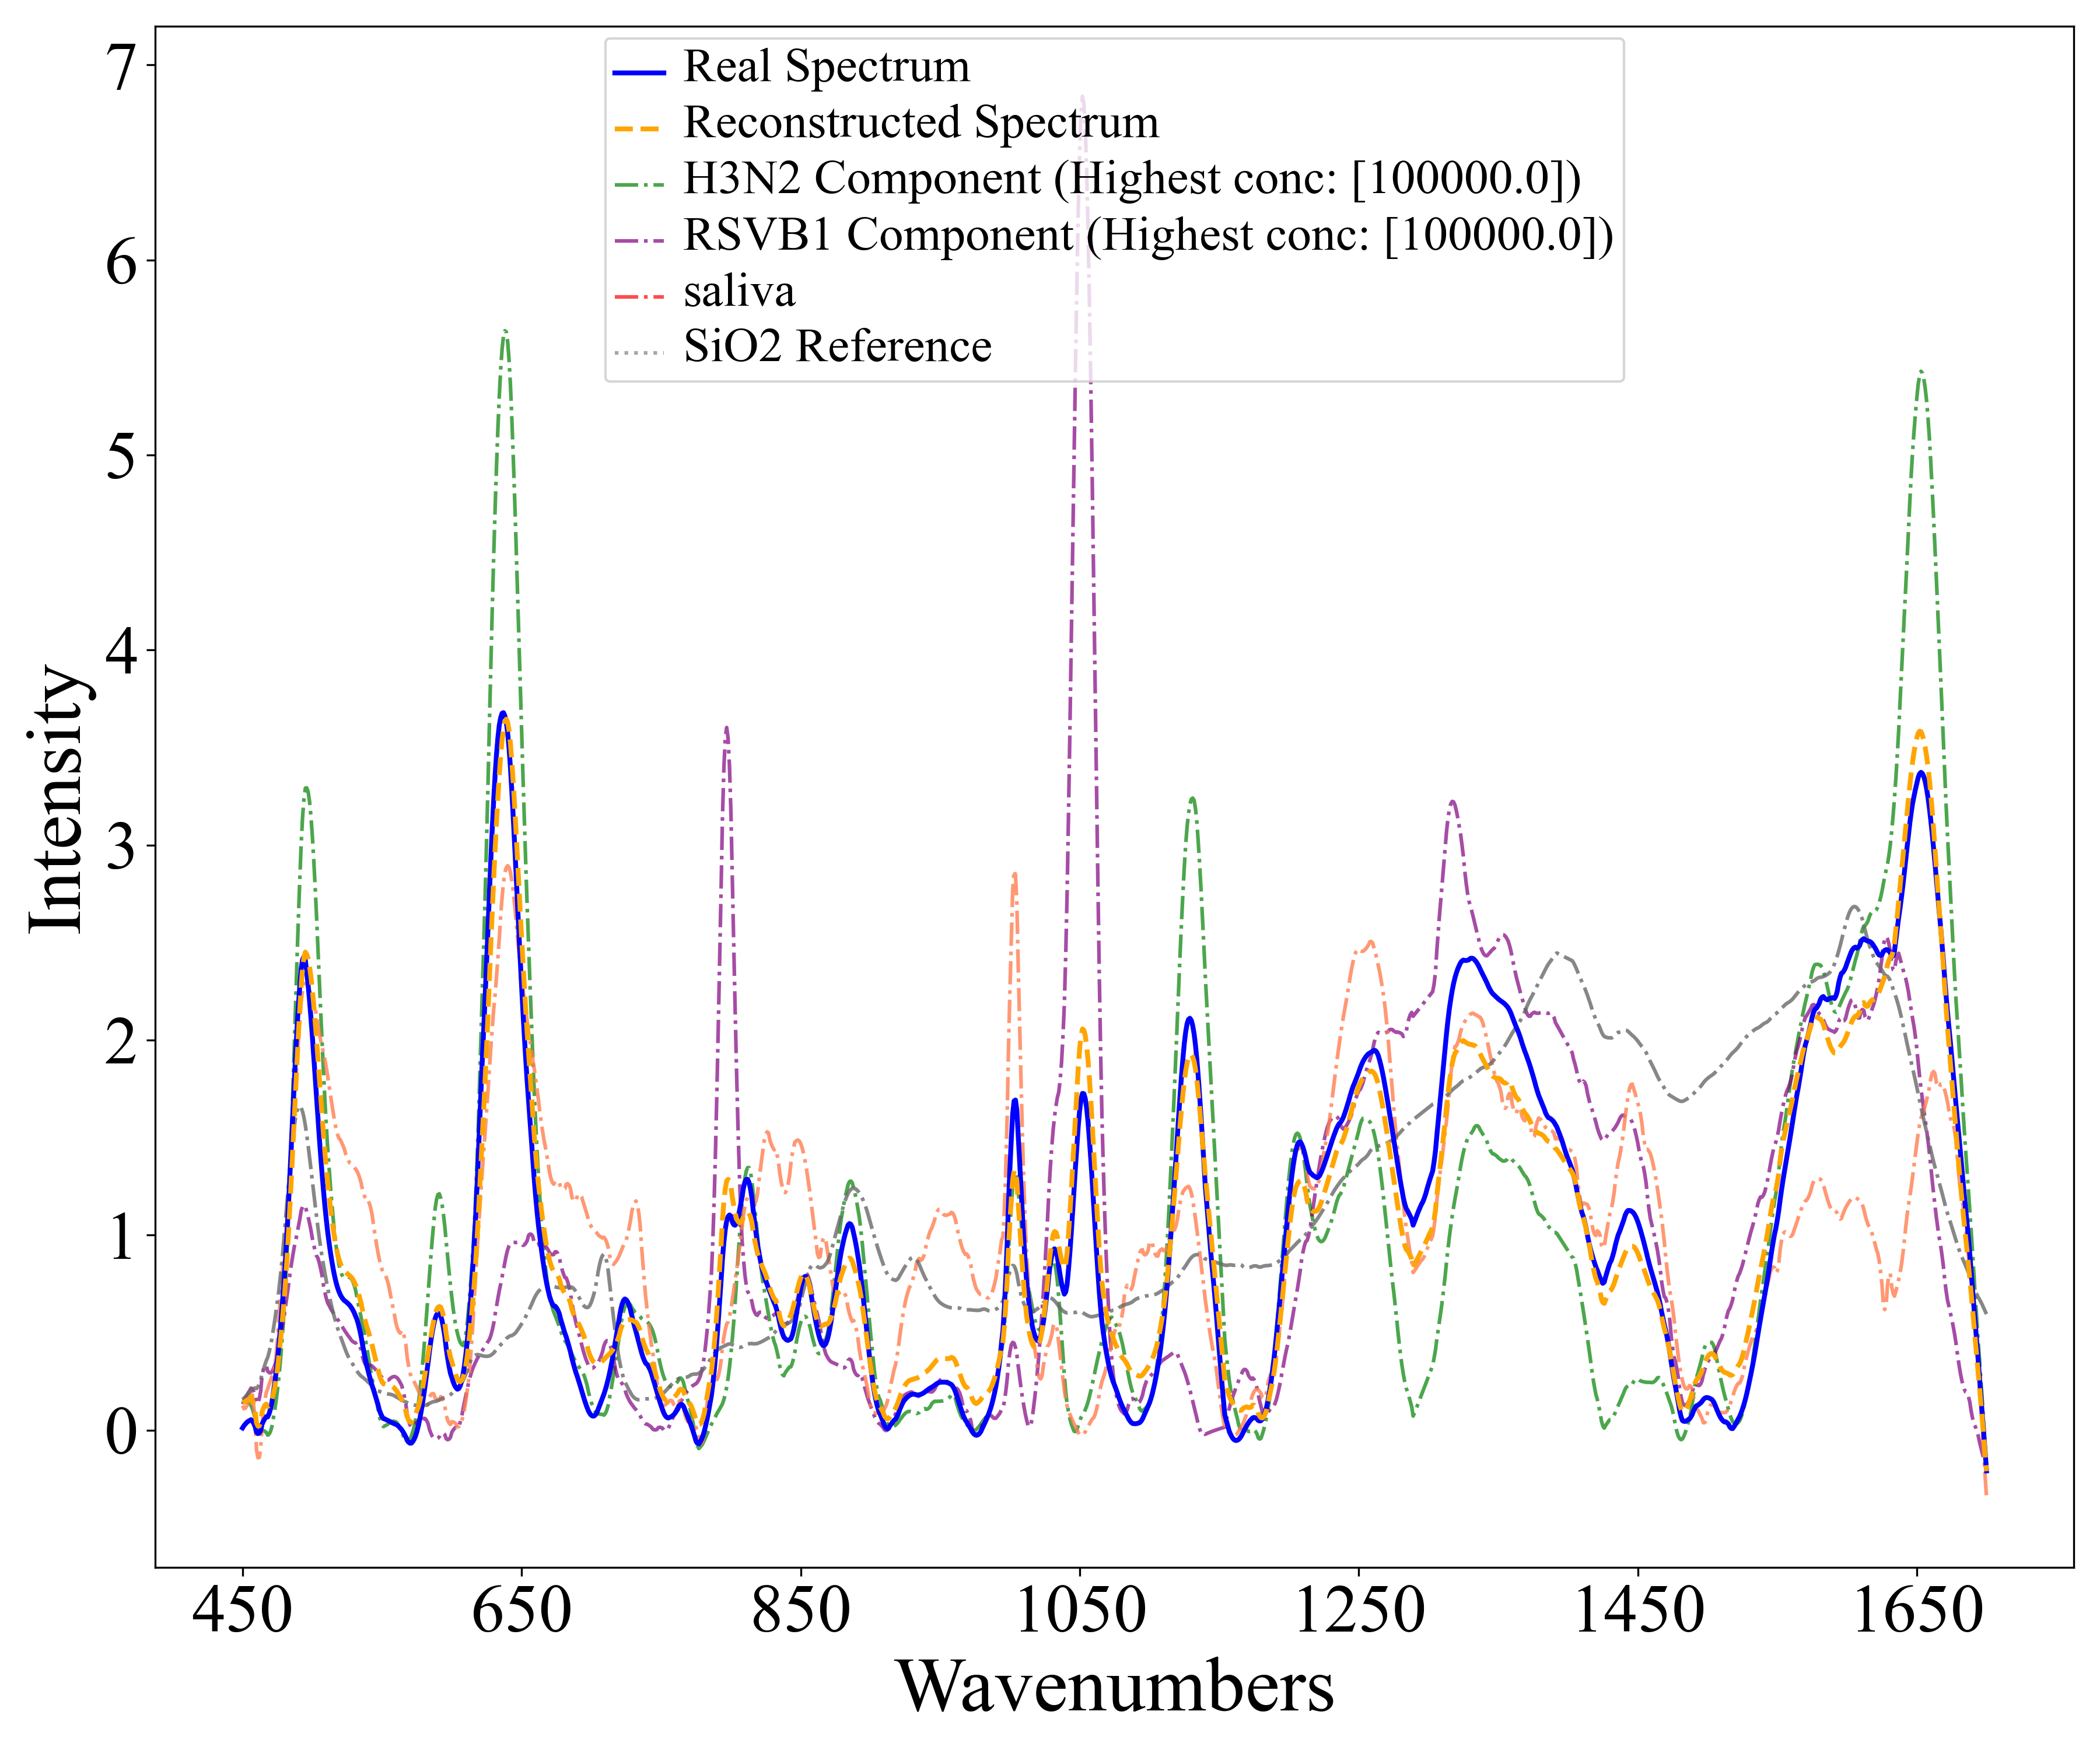 7
6
5
4
3
2
1
0
Intensity
Real Spectrum
Reconstructed Spectrum
H3N2 Component (Highest conc: [100000.0])
RSVB1 Component (Highest conc: [100000.0])
saliva
SiO2 Reference
450 650 850 1050 1250 1450 1650
Wavenumbers